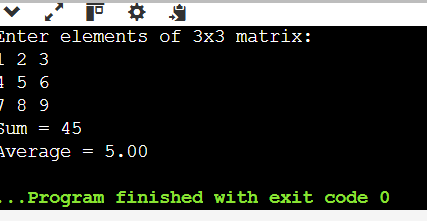 Enter elements of 3x3 matrix:
1 2 3
4 5 6
7 8 9
Sum = 45
Average = 5.00
...Program finished with exit code 0